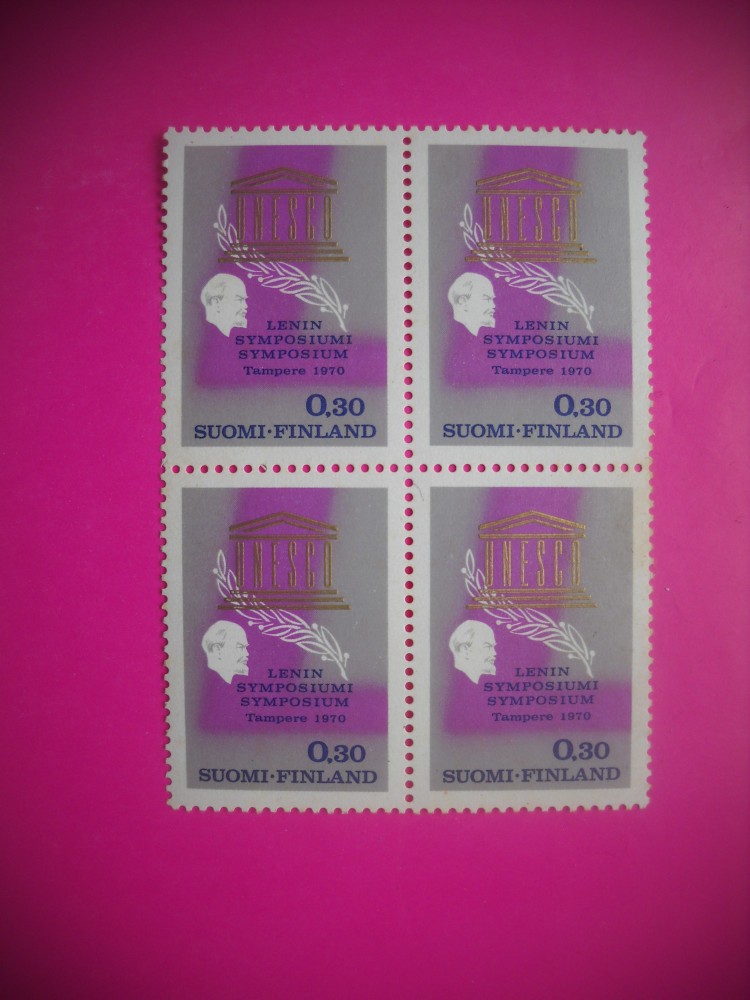 UNESCO
LENIN
SYMPOSIUMI
SYMPOSIUM
Tampere 1970
0,30
SUOMI·FINLAND
UNESCO
LENIN
SYMPOSIUMI
SYMPOSIUM
Tampere 1970
0,30
SUOMI·FINLAND
UNESCO
LENIN
SYMPOSIUMI
SYMPOSIUM
Tampere 1970
0,30
SUOMI·FINLAND
UNESCO
LENIN
SYMPOSIUMI
SYMPOSIUM
Tampere 1970
0,30
SUOMI·FINLAND